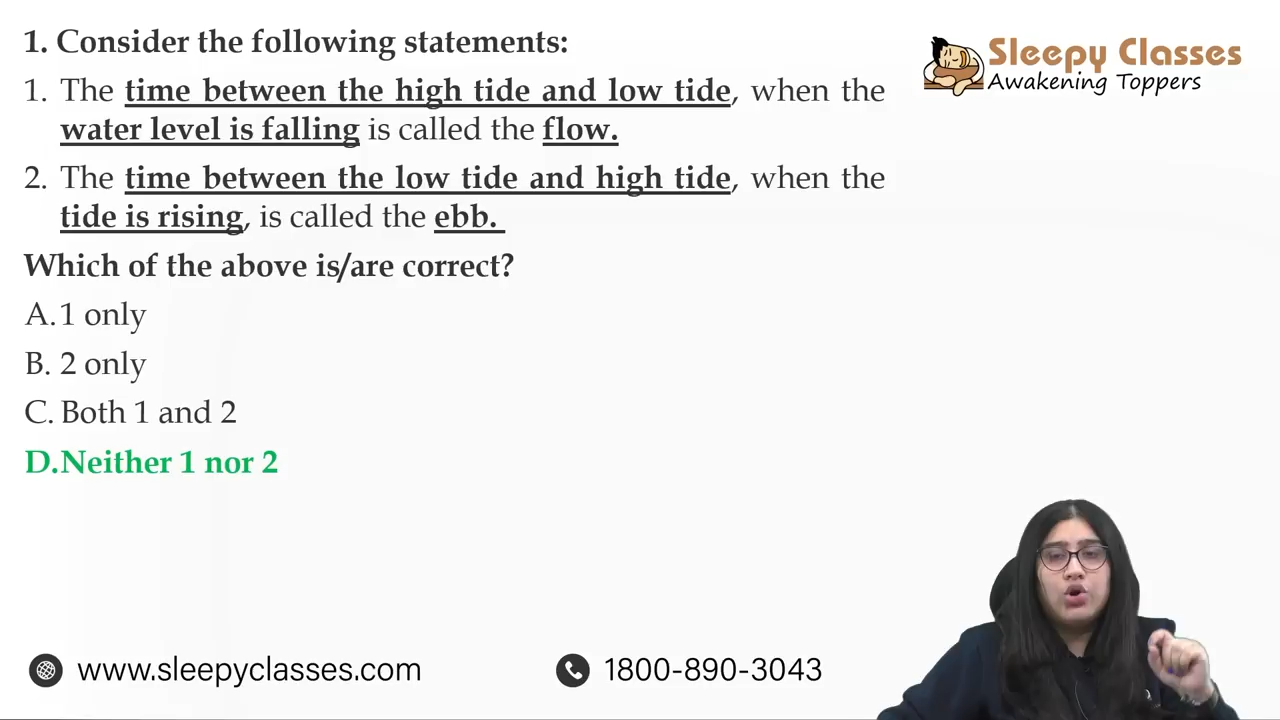 1. Consider the following statements:
Sleepy Classes
Awakening Toppers
1. The time between the high tide and low tide, when the
water level is falling is called the flow.
2. The time between the low tide and high tide, when the
tide is rising, is called the ebb.
Which of the above is/are correct?
A. 1 only
B. 2 only
C. Both 1 and 2
D. Neither 1 nor 2
www.sleepyclasses.com
1800-890-3043